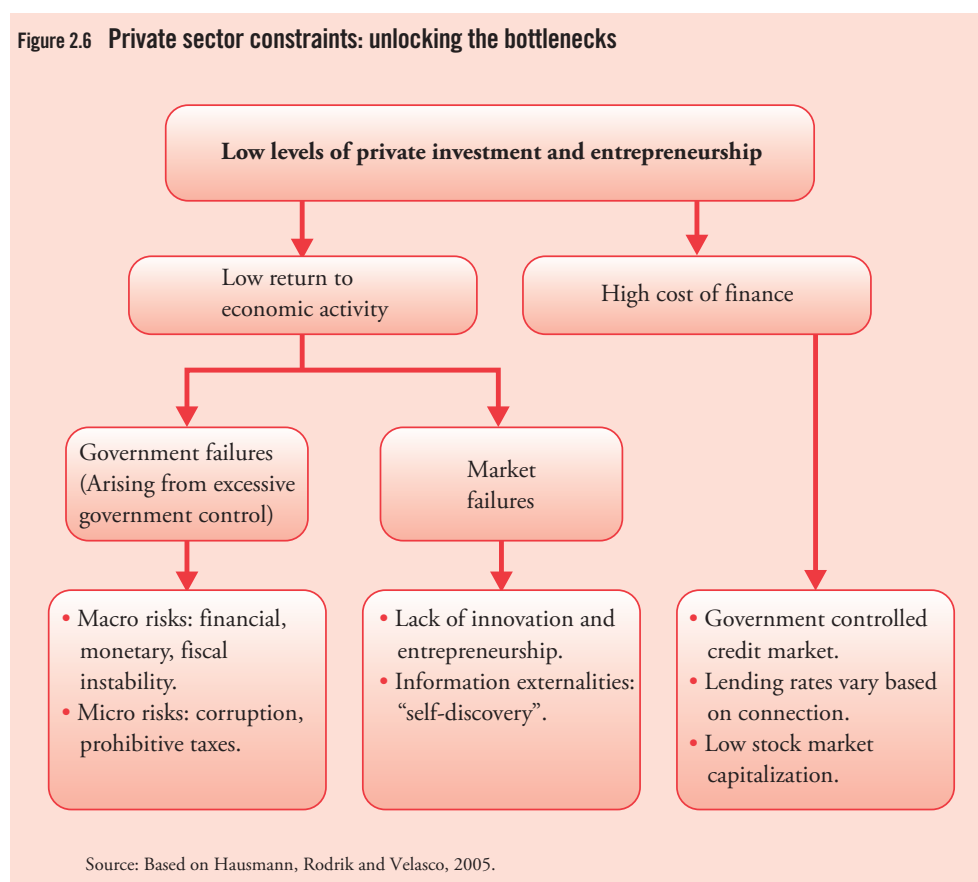 Figure 2.6 Private sector constraints: unlocking the bottlenecks
Low levels of private investment and entrepreneurship
Low return to
economic activity
High cost of finance
Government failures
(Arising from excessive
government control)
Market
failures
• Macro risks: financial,
monetary, fiscal
instability.
• Micro risks: corruption,
prohibitive taxes.
• Lack of innovation and
entrepreneurship.
• Information externalities:
“self-discovery”.
• Government controlled
credit market.
• Lending rates vary based
on connection.
• Low stock market
capitalization.
Source: Based on Hausmann, Rodrik and Velasco, 2005.